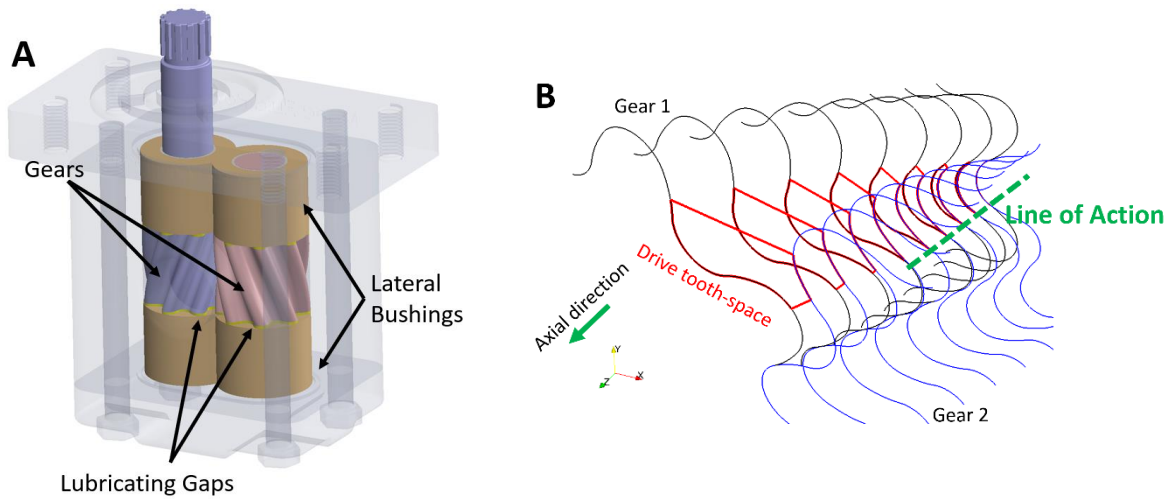 A
Gears
Lateral
Bushings
Lubricating Gaps
B
Gear 1
Line of Action
Drive tooth-space
Axial direction
Y
X
Z
Gear 2